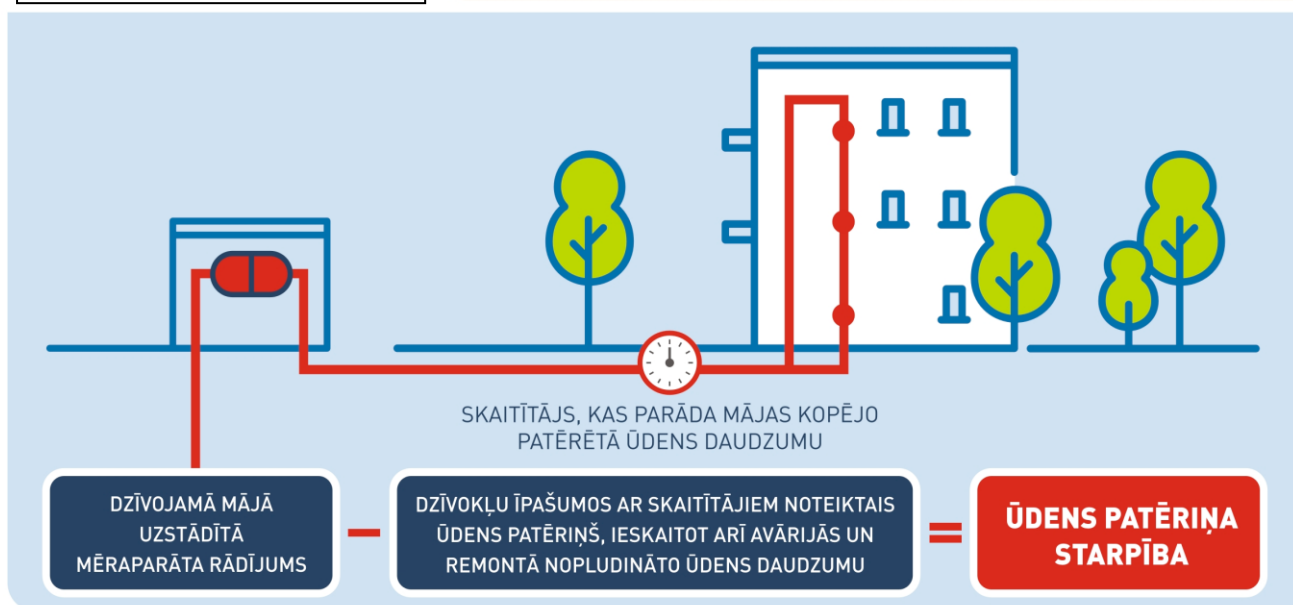 SKAITĪTĀJS, KAS PARĀDA MĀJAS KOPĒJO
PATĒRĒTĀ ŪDENS DAUDZUMU
DZĪVOJAMĀ MĀJĀ
UZSTĀDĪTĀ
MĒRAPARĀTA RĀDĪJUMS
–
DZĪVOKĻU ĪPAŠUMOS AR SKAITĪTĀJIEM NOTEIKTAIS
ŪDENS PATĒRIŅŠ, IESKAITOT ARĪ AVĀRIJĀS UN
REMONTĀ NOPLUDINĀTO ŪDENS DAUDZUMU
=
ŪDENS PATĒRIŅA
STARPĪBA